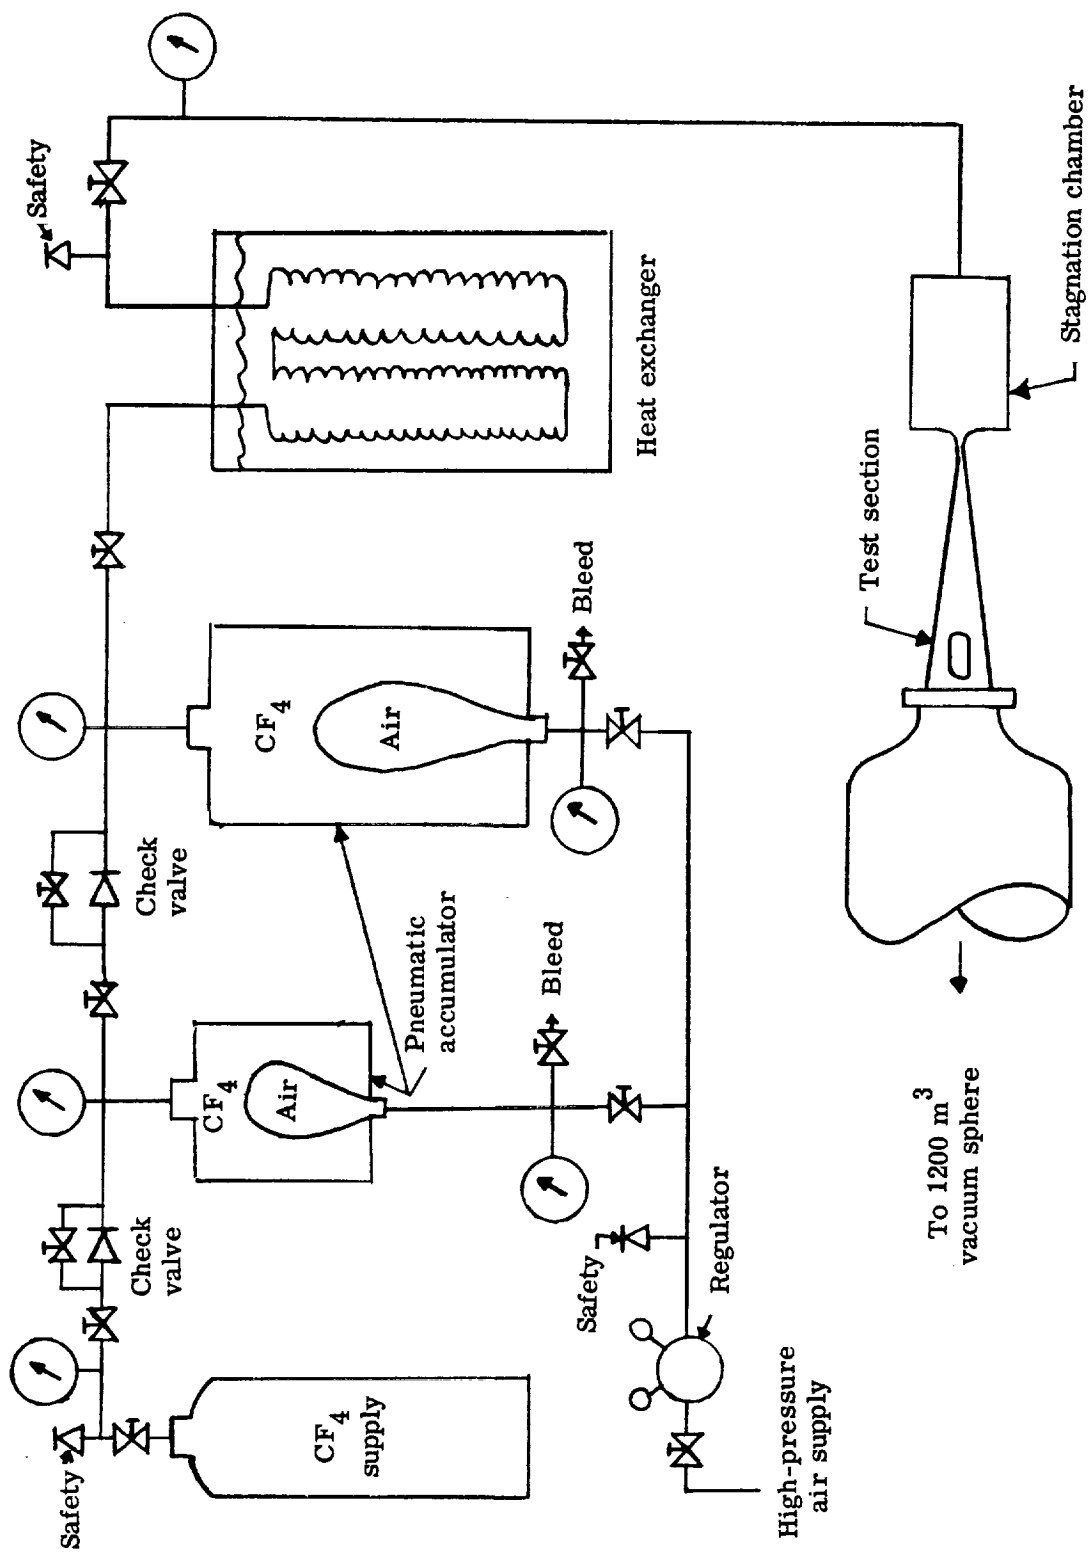 Safety
CF4
supply
Check
valve
CF4
Air
Pneumatic
accumulator
Check
valve
CF4
Air
Safety
Heat exchanger
Bleed
Bleed
Safety
Regulator
High-pressure
air supply
Test section
Stagnation chamber
To 1200 m3
vacuum sphere